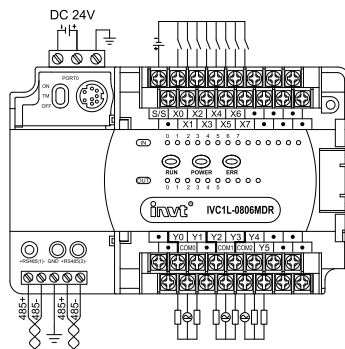 DC 24V
PORT0
ON
TM
OFF
S/S X0 X2 X4 X6
X1 X3 X5 X7
0 1 2 3 4 5 6 7
IN
RUN POWER ERR
OUT
0 1 2 3 4 5
invt IVC1L-0806MDR
Y0 Y1 Y2 Y3 Y4
COM0 COM1 COM2 Y5
+RS485(1)- GND +RS485(2)-
485+ 485- 485+ 485-